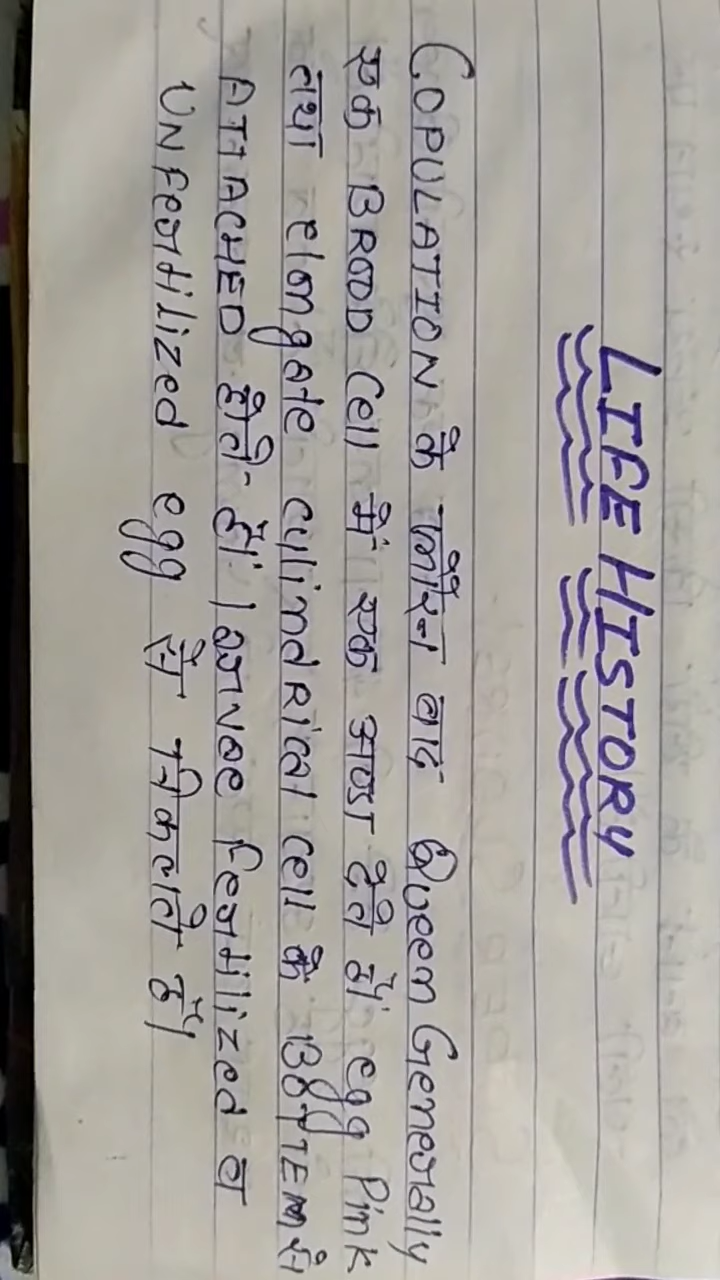 LIFE HISTORY
COPULATION के तौरन बाद Queen Generally
एक BROOD Cell में एक अण्डा देते हैं। egg Pink
तथा elongate cylindRical cell के BOTTEM से
ATTACHED होते हैं। larvae fertilized व
UNfertilized egg से निकलते हैं।